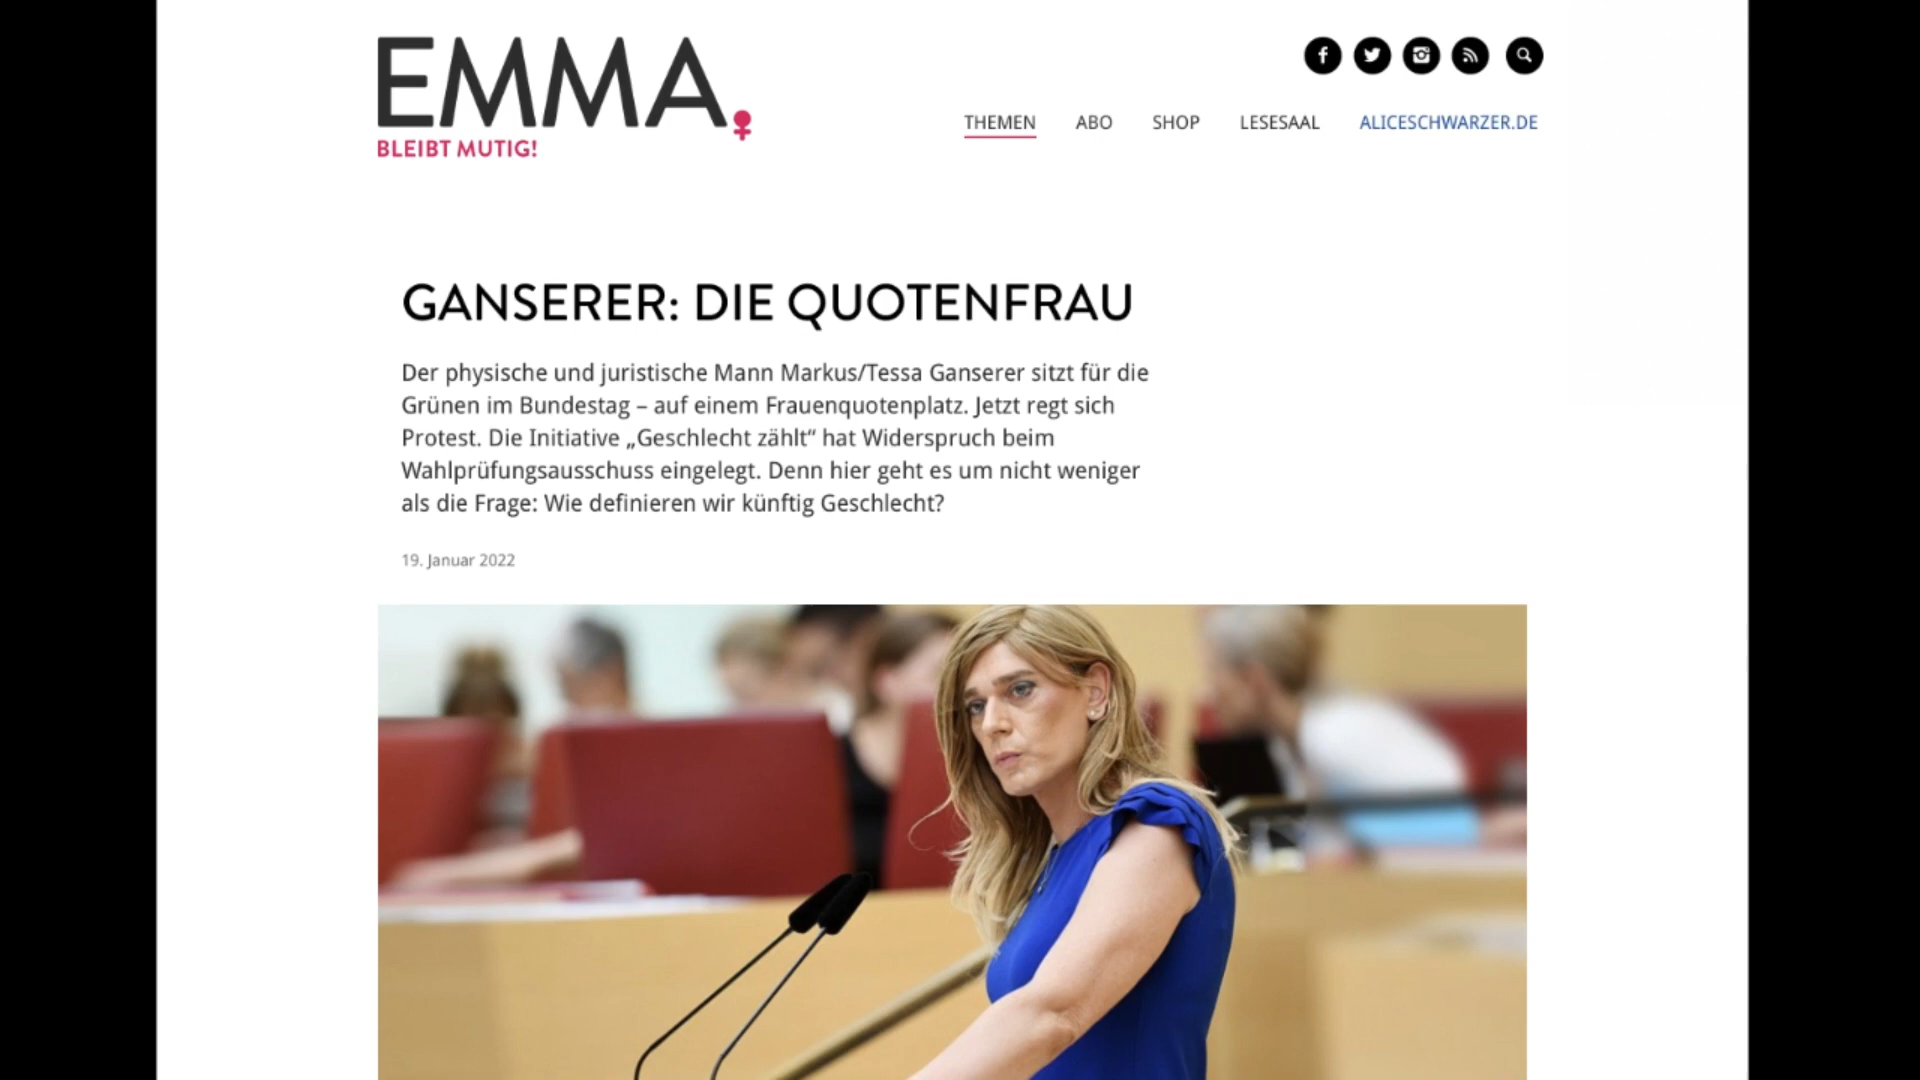 EMMA
BLEIBT MUTIG!
THEMEN ABO SHOP LESESAAL ALICESCHWARZER.DE
GANSERER: DIE QUOTENFRAU
Der physische und juristische Mann Markus/Tessa Ganserer sitzt für die
Grünen im Bundestag – auf einem Frauenquotenplatz. Jetzt regt sich
Protest. Die Initiative „Geschlecht zählt“ hat Widerspruch beim
Wahlprüfungsausschuss eingelegt. Denn hier geht es um nicht weniger
als die Frage: Wie definieren wir künftig Geschlecht?
19. Januar 2022